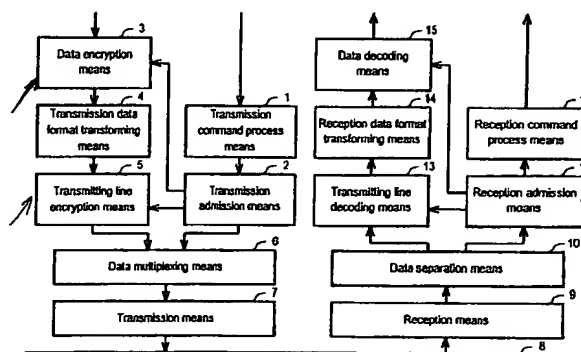 3
Data encryption
means
4
Transmission data
format transforming
means
5
Transmitting line
encryption means
1
Transmission
command process
means
2
Transmission
admission means
6
Data multiplexing means
7
Transmission means
15
Data decoding
means
14
Reception data format
transforming means
13
Transmitting line
decoding means
Reception command
process means
Reception admission
means
10
Data separation means
9
Reception means
8